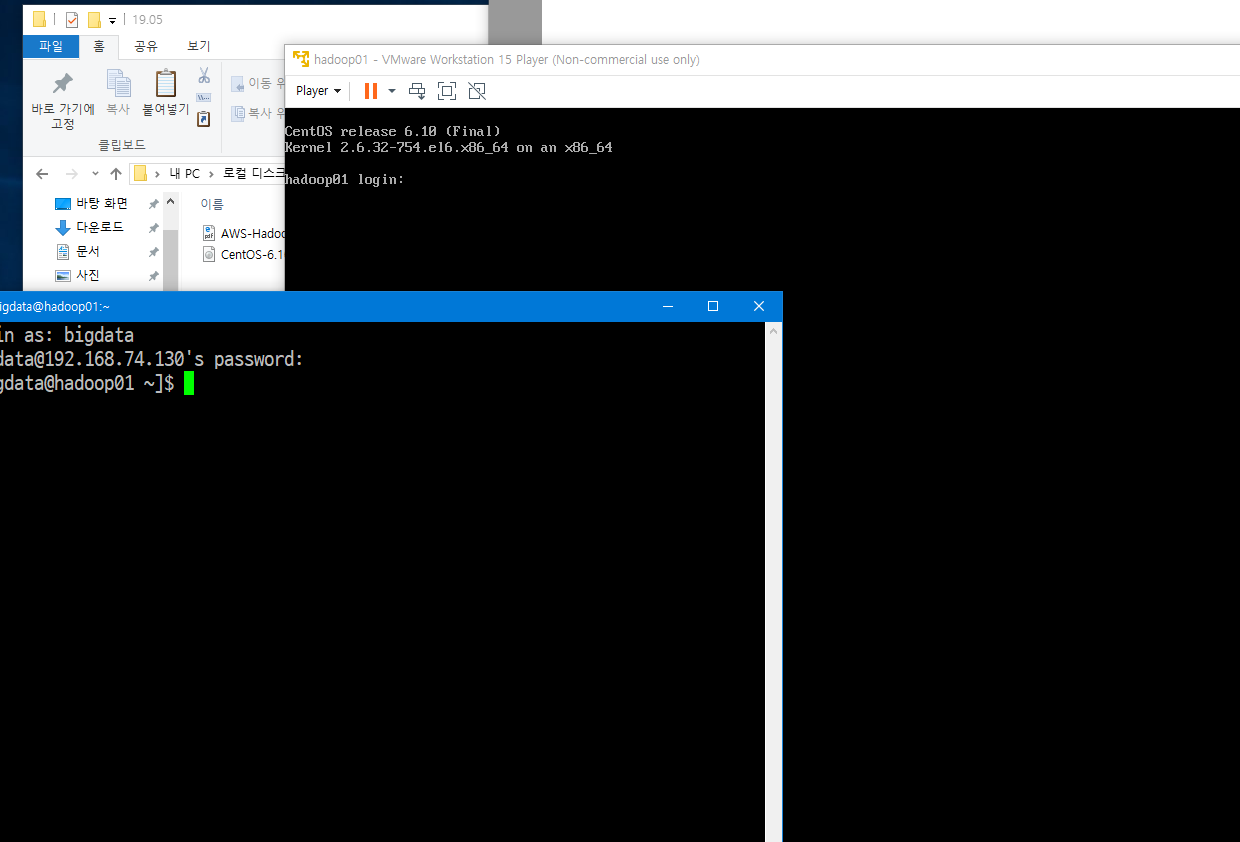 19.05
파일 홈 공유 보기
바로 가기에
고정
복사
붙여넣기
이동 위
복사 위
클립보드
내 PC > 로컬 디스크
바탕 화면
다운로드
문서
사진
이름
AWS-Hadoo
CentOS-6.1
hadoop01 - VMware Workstation 15 Player (Non-commercial use only)
Player
CentOS release 6.10 (Final)
Kernel 2.6.32-754.el6.x86_64 on an x86_64
hadoop01 login:
igdata@hadoop01:~
in as: bigdata
data@192.168.74.130's password:
gdata@hadoop01 ~]$